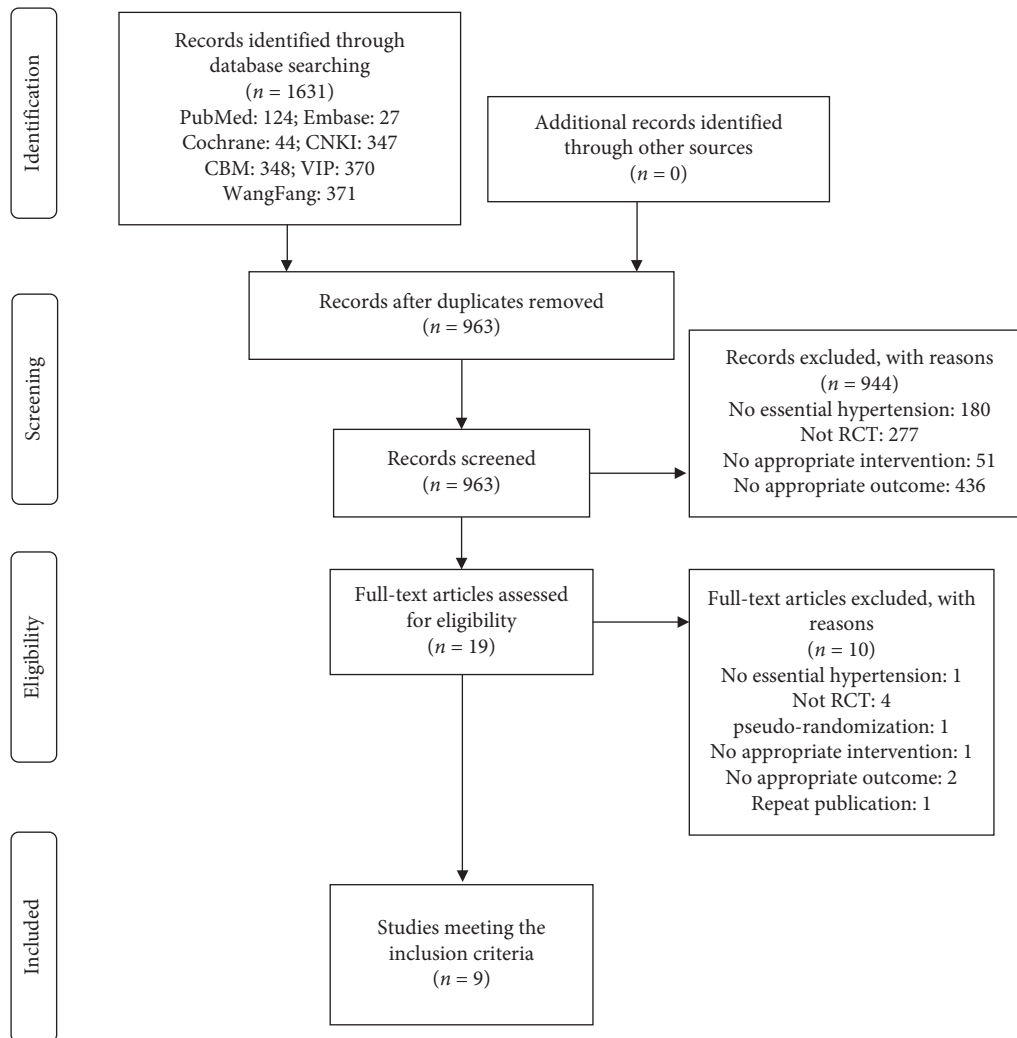 Identification
Records identified through
database searching
(n = 1631)
PubMed: 124; Embase: 27
Cochrane: 44; CNKI: 347
CBM: 348; VIP: 370
WangFang: 371
Additional records identified
through other sources
(n = 0)
Screening
Records after duplicates removed
(n = 963)
Records screened
(n = 963)
Records excluded, with reasons
(n = 944)
No essential hypertension: 180
Not RCT: 277
No appropriate intervention: 51
No appropriate outcome: 436
Eligibility
Full-text articles assessed
for eligibility
(n = 19)
Full-text articles excluded, with
reasons
(n = 10)
No essential hypertension: 1
Not RCT: 4
pseudo-randomization: 1
No appropriate intervention: 1
No appropriate outcome: 2
Repeat publication: 1
Included
Studies meeting the
inclusion criteria
(n = 9)